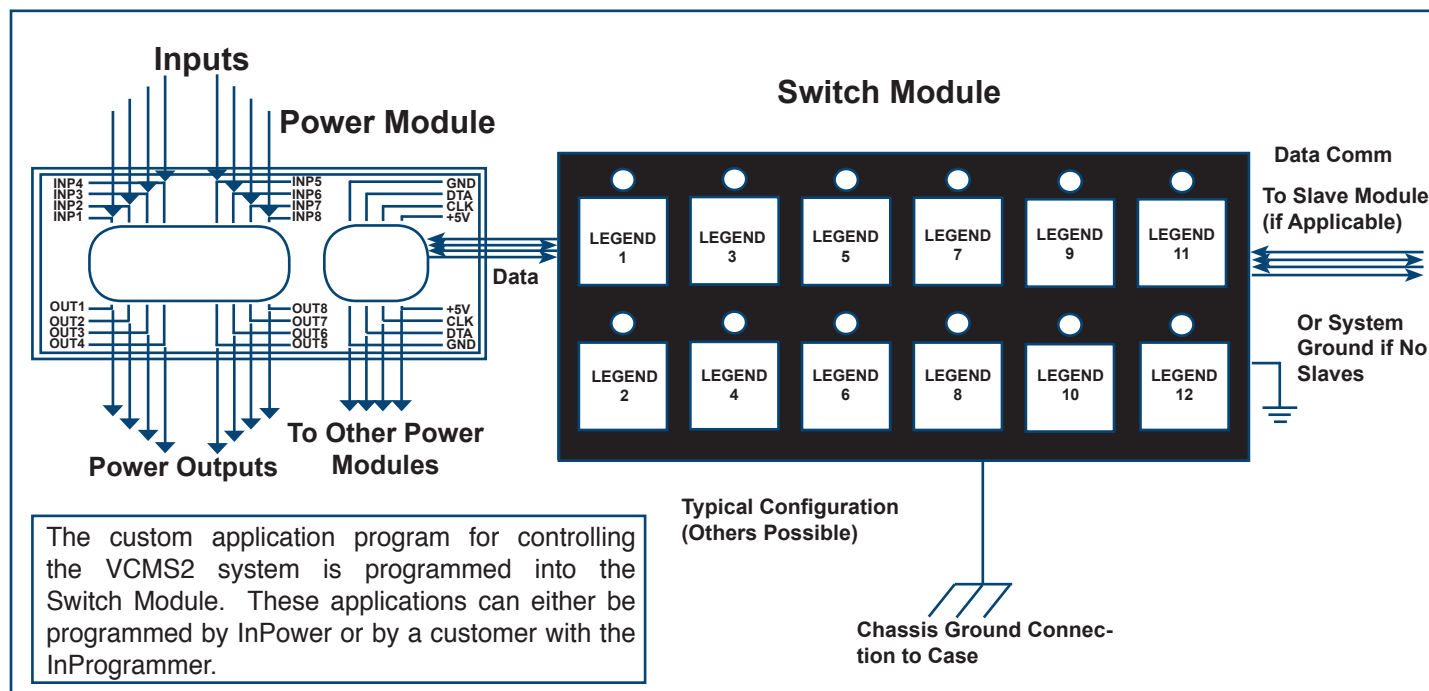 Inputs
Power Module
Switch Module
INP4
INP3
INP2
INP1
INP5
INP6
INP7
INP8
GND
DTA
CLK
+5V
OUT1
OUT2
OUT3
OUT4
OUT8
OUT7
OUT6
OUT5
+5V
CLK
DTA
GND
Data
Power Outputs
To Other Power
Modules
LEGEND
1
LEGEND
3
LEGEND
5
LEGEND
7
LEGEND
9
LEGEND
11
LEGEND
2
LEGEND
4
LEGEND
6
LEGEND
8
LEGEND
10
LEGEND
12
Data Comm
To Slave Module
(if Applicable)
Or System
Ground if No
Slaves
Typical Configuration
(Others Possible)
Chassis Ground Connec-
tion to Case
The custom application program for controlling
the VCMS2 system is programmed into the
Switch Module. These applications can either be
programmed by InPower or by a customer with the
InProgrammer.